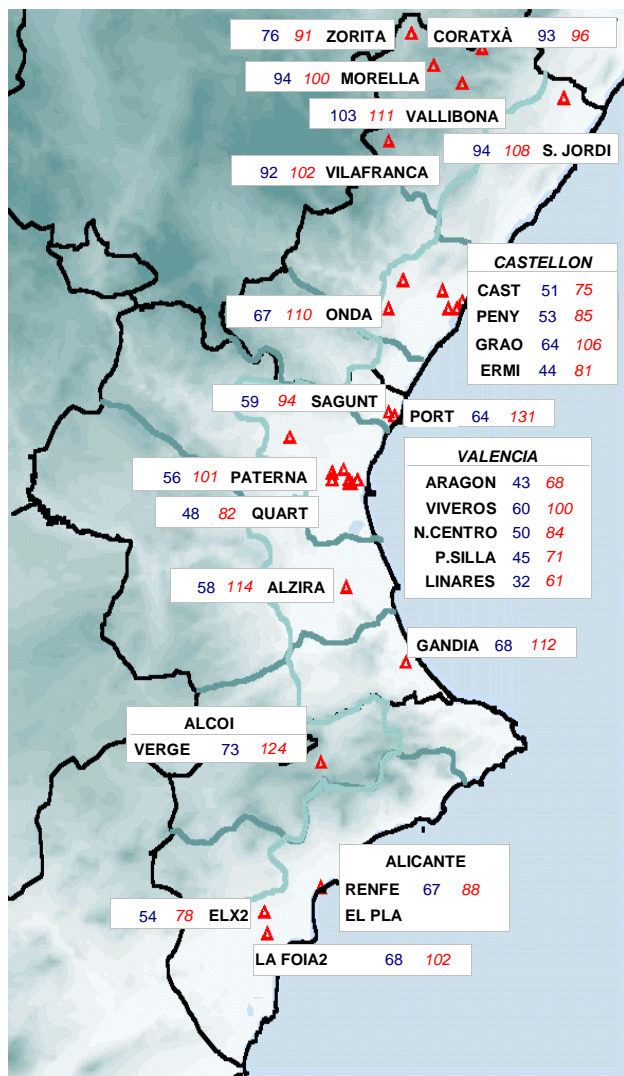 76 91 ZORITA
CORATXÀ 93 96
94 100 MORELLA
103 111 VALLIBONA
94 108 S. JORDI
92 102 VILAFRANCA
CASTELLON
CAST 51 75
PENY 53 85
GRAO 64 106
ERMI 44 81
67 110 ONDA
59 94 SAGUNT
PORT 64 131
VALENCIA
ARAGON 43 68
VIVEROS 60 100
N.CENTRO 50 84
P.SILLA 45 71
LINARES 32 61
56 101 PATERNA
48 82 QUART
58 114 ALZIRA
GANDIA 68 112
ALCOI
VERGE 73 124
ALICANTE
RENFE 67 88
EL PLA
54 78 ELX2
LA FOIA2 68 102